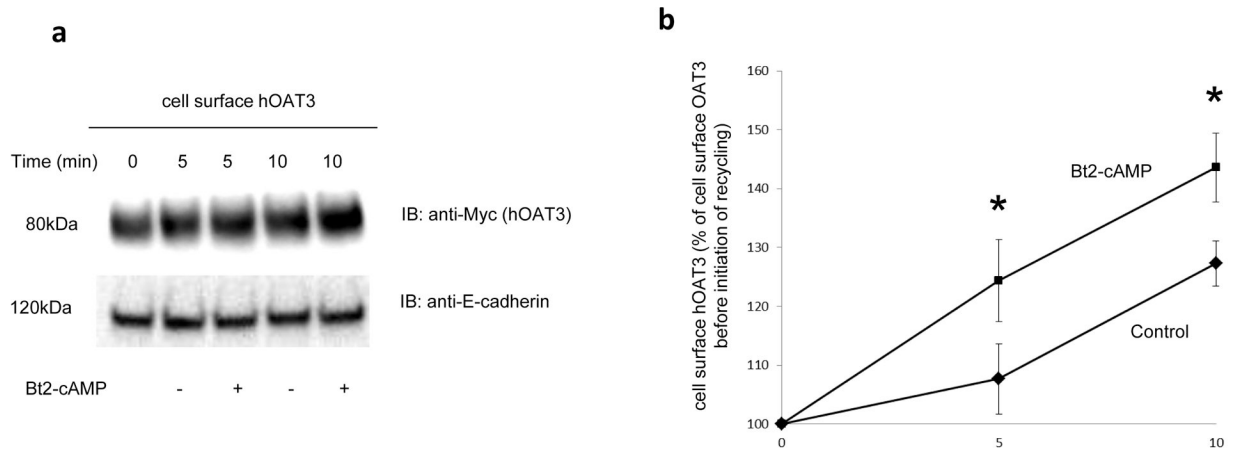 a
cell surface hOAT3
Time (min) 0 5 5 10 10
80kDa
IB: anti-Myc (hOAT3)
120kDa
IB: anti-E-cadherin
Bt2-cAMP - + - +
b
cell surface hOAT3 (% of cell surface OAT3
before initiation of recycling)
160
150
140
130
120
110
100
0 5 10
*
*
Bt2-cAMP
Control